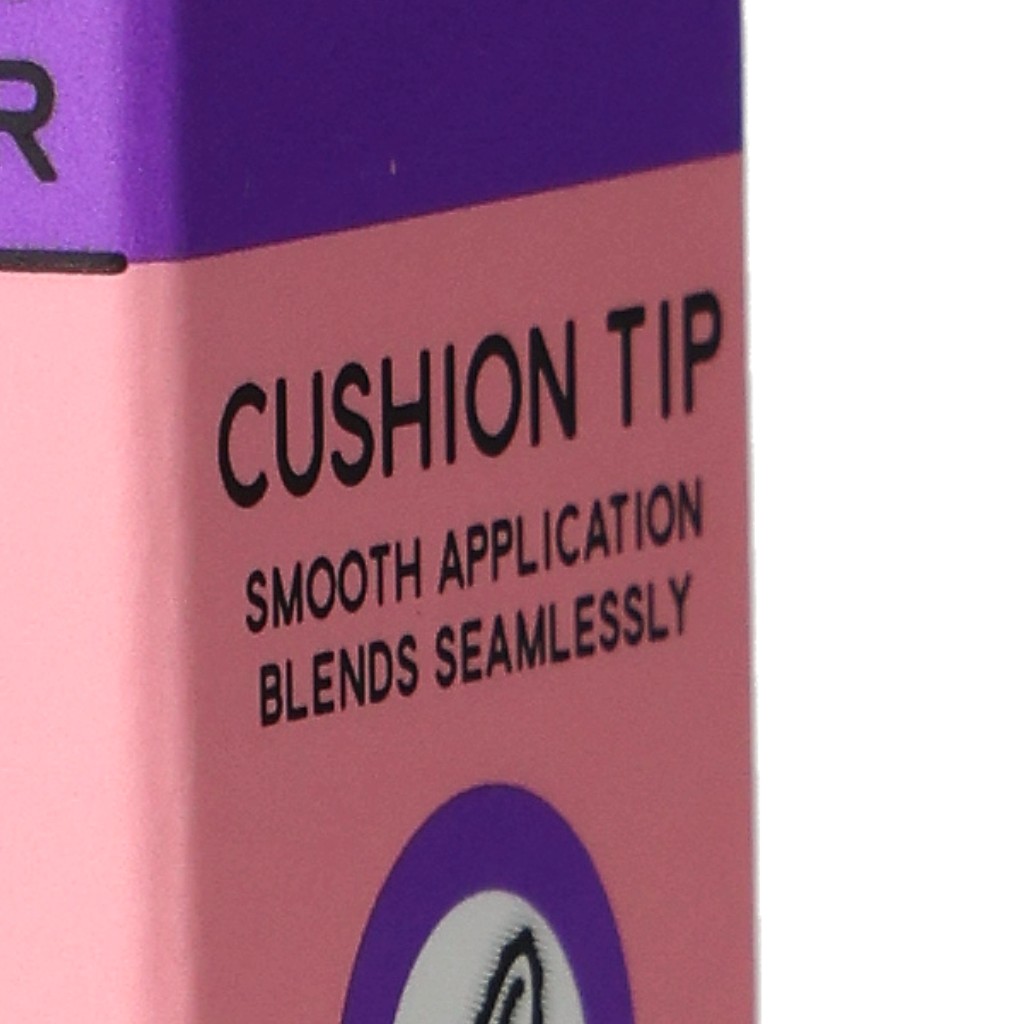 R
CUSHION TIP
SMOOTH APPLICATION
BLENDS SEAMLESSLY